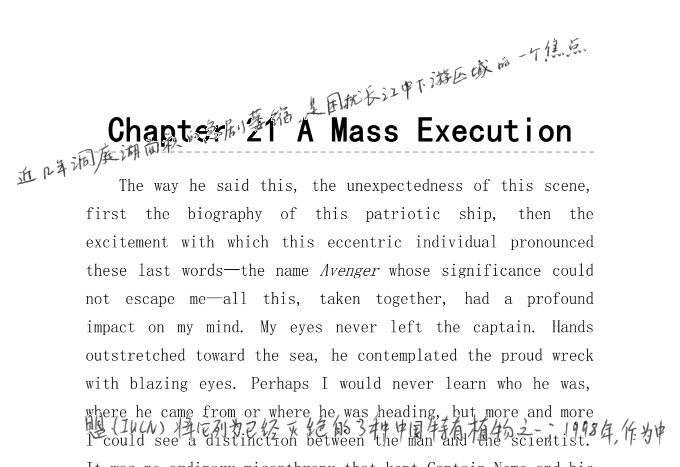 近几年洞庭湖面积的急剧萎缩,是困扰长江中下游区域的一个焦点
Chapter 21 A Mass Execution
The way he said this, the unexpectedness of this scene,
first the biography of this patriotic ship, then the
excitement with which this eccentric individual pronounced
these last words—the name Avenger whose significance could
not escape me—all this, taken together, had a profound
impact on my mind. My eyes never left the captain. Hands
outstretched toward the sea, he contemplated the proud wreck
with blazing eyes. Perhaps I would never learn who he was,
where he came from or where he was heading, but more and more
盟(IUCN)将它列为已经灭绝的3种中国特有植物之一;1998年,作为中
I could see a distinction between the man and the scientist.
It was no ordinary misanthropy that kept Captain Nemo and his